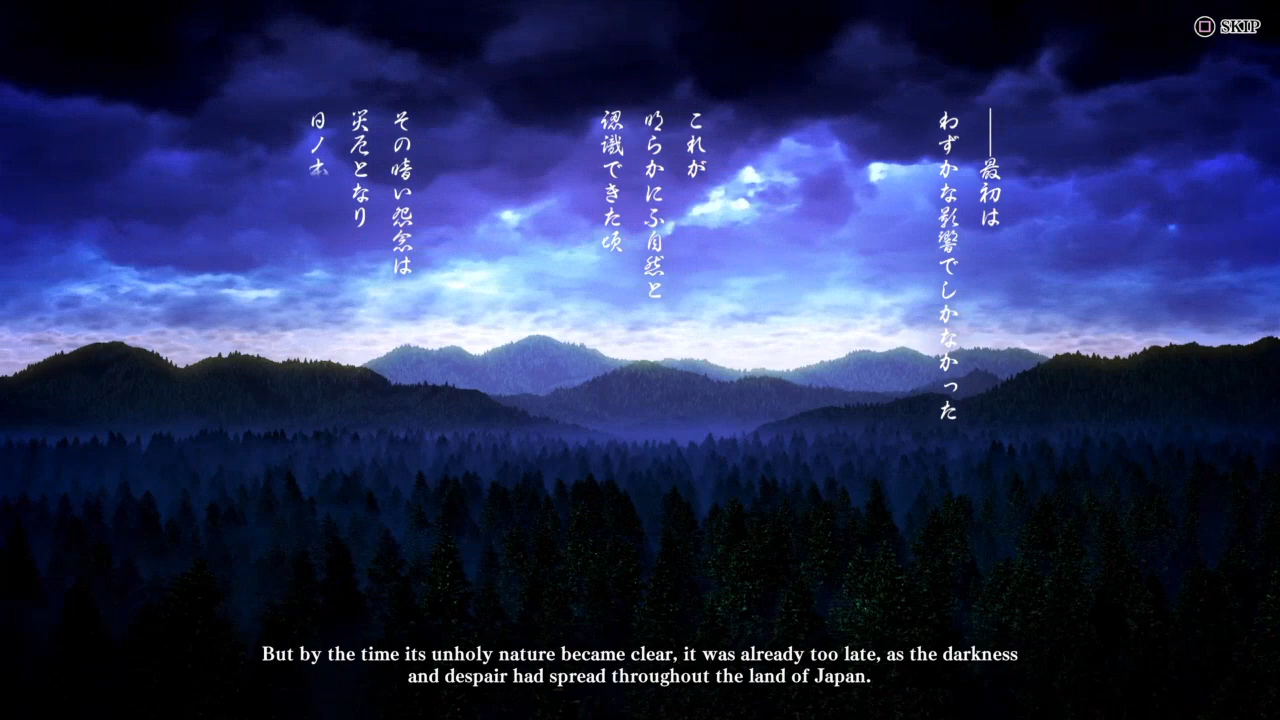 SKIP
――最初は
わずかな影響でしかなかった
これが
明らかにふ自然と
認識できた頃
その暗い怨念は
災厄となり
日ノ本
But by the time its unholy nature became clear, it was already too late, as the darkness
and despair had spread throughout the land of Japan.